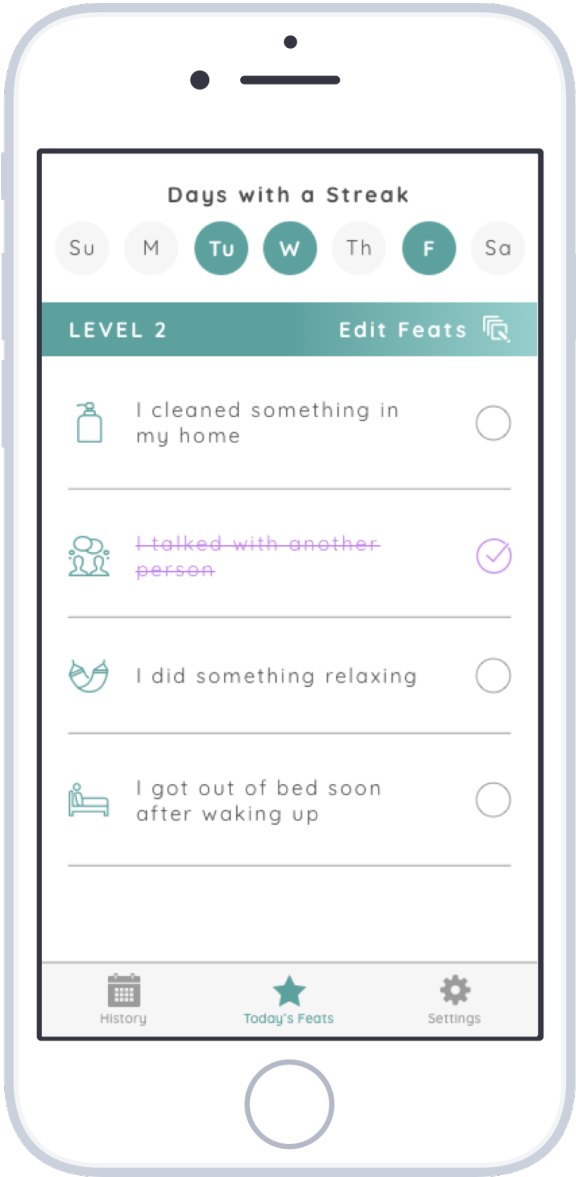 Days with a Streak
Su M Tu W Th F Sa
LEVEL 2 Edit Feats
I cleaned something in
my home
I talked with another
person
I did something relaxing
I got out of bed soon
after waking up
History Today's Feats Settings